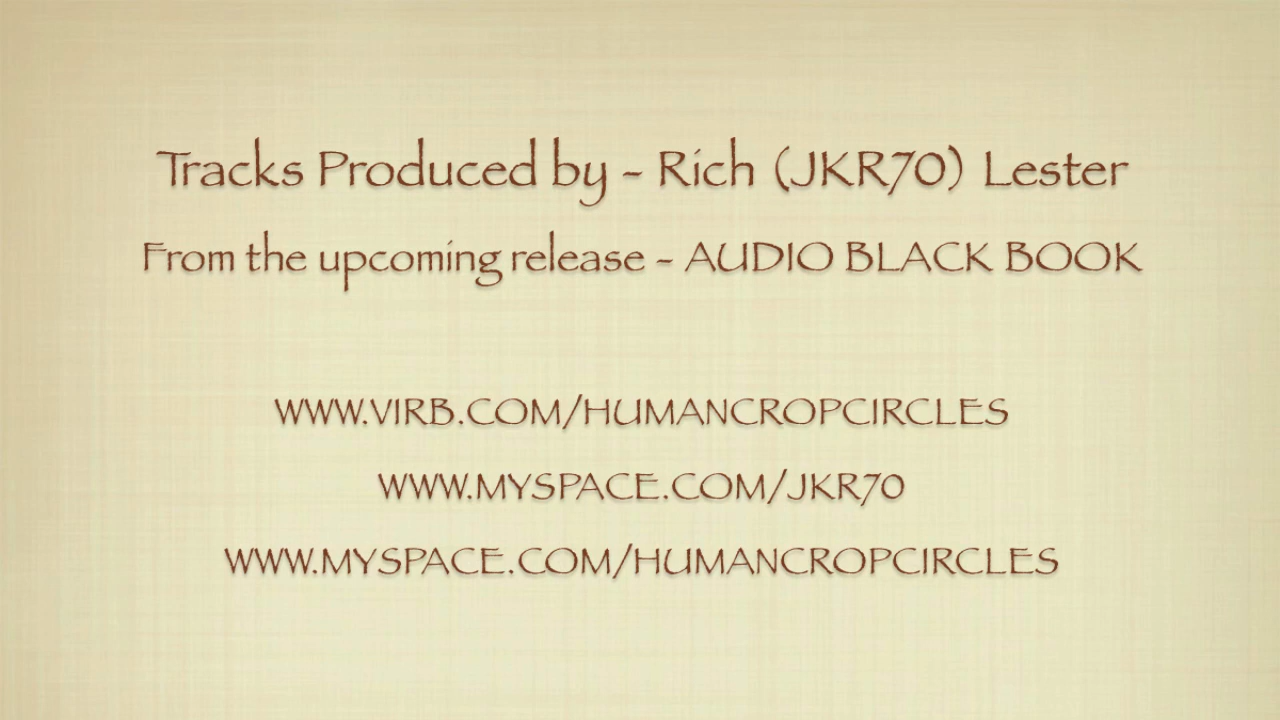 Tracks Produced by - Rich (JKR70) Lester
From the upcoming release - AUDIO BLACK BOOK
WWW.VIRB.COM/HUMANCROPCIRCLES
WWW.MYSPACE.COM/JKR70
WWW.MYSPACE.COM/HUMANCROPCIRCLES